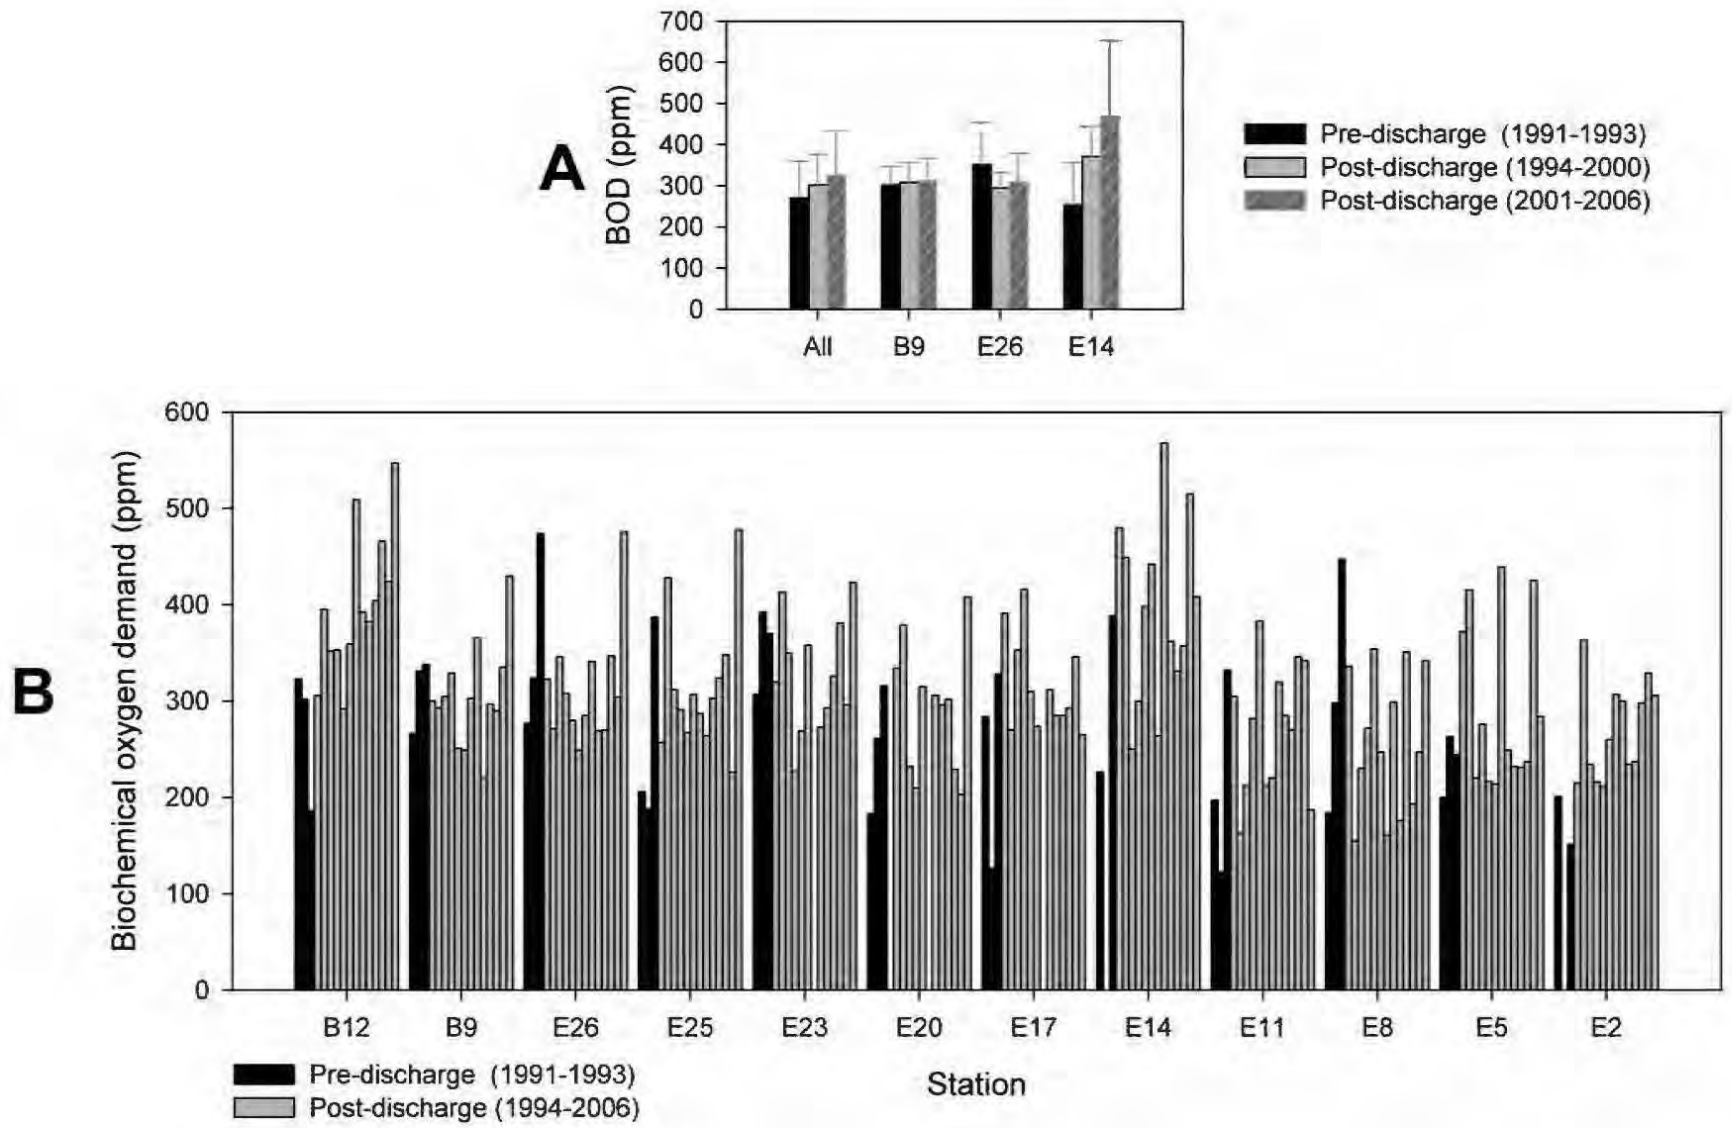 A
BOD (ppm)
700
600
500
400
300
200
100
0
All B9 E26 E14
Pre-discharge (1991-1993)
Post-discharge (1994-2000)
Post-discharge (2001-2006)
B
Biochemical oxygen demand (ppm)
600
500
400
300
200
100
0
B12 B9 E26 E25 E23 E20 E17 E14 E11 E8 E5 E2
Station
Pre-discharge (1991-1993)
Post-discharge (1994-2006)